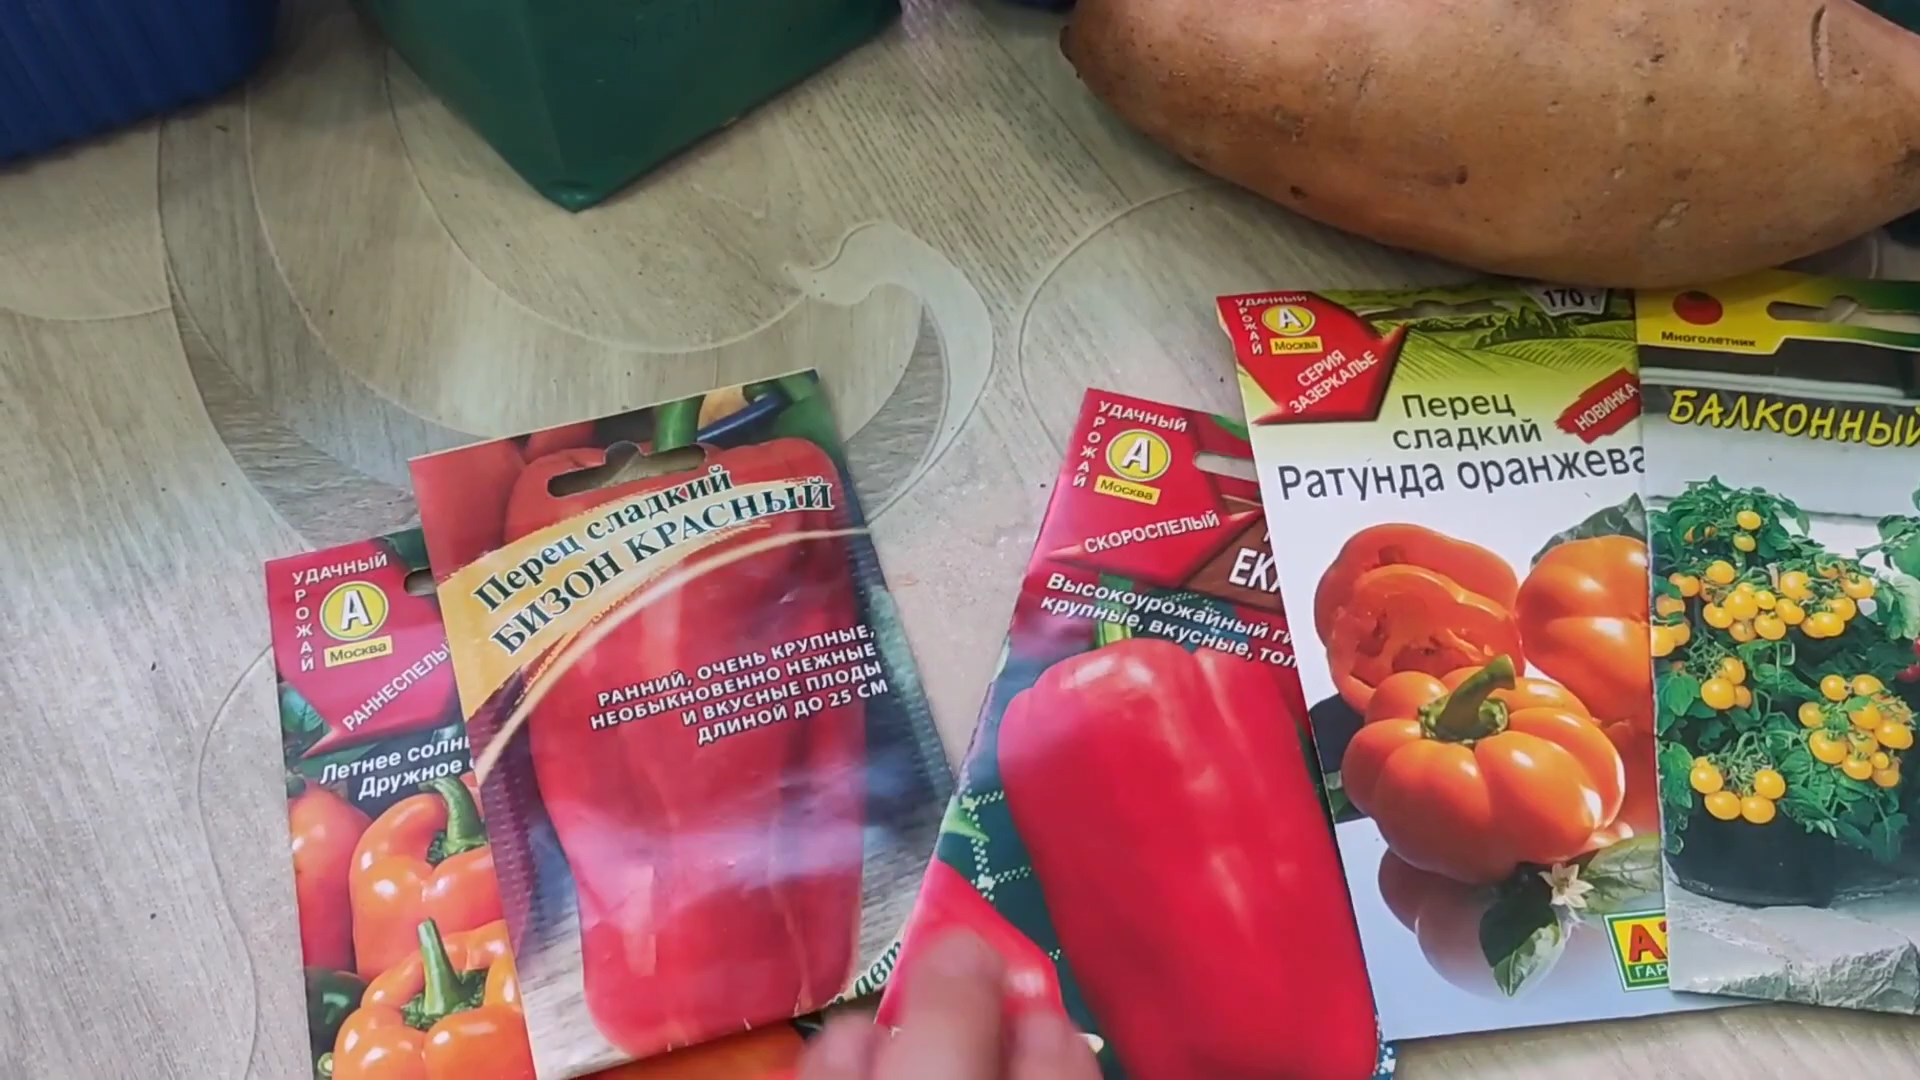 УДАЧНЫЙ
УРОЖАЙ
А
Москва
РАННЕСПЕЛЫЙ
Летнее
Дружное
Перец сладкий
БИЗОН КРАСНЫЙ
РАННИЙ, ОЧЕНЬ КРУПНЫЕ,
НЕОБЫКНОВЕННО НЕЖНЫЕ
И ВКУСНЫЕ ПЛОДЫ
ДЛИНОЙ ДО 25 СМ
УДАЧНЫЙ
УРОЖАЙ
А
Москва
СКОРОСПЕЛЫЙ
Высокоурожайный
крупные, вкусные,
УДАЧНЫЙ
УРОЖАЙ
А
Москва
СЕРИЯ
ЗАЗЕРКАЛЬЕ
170 г
Перец
сладкий
НОВИНКА
Ратунда оранжева
Многолетник
БАЛКОННЫЙ